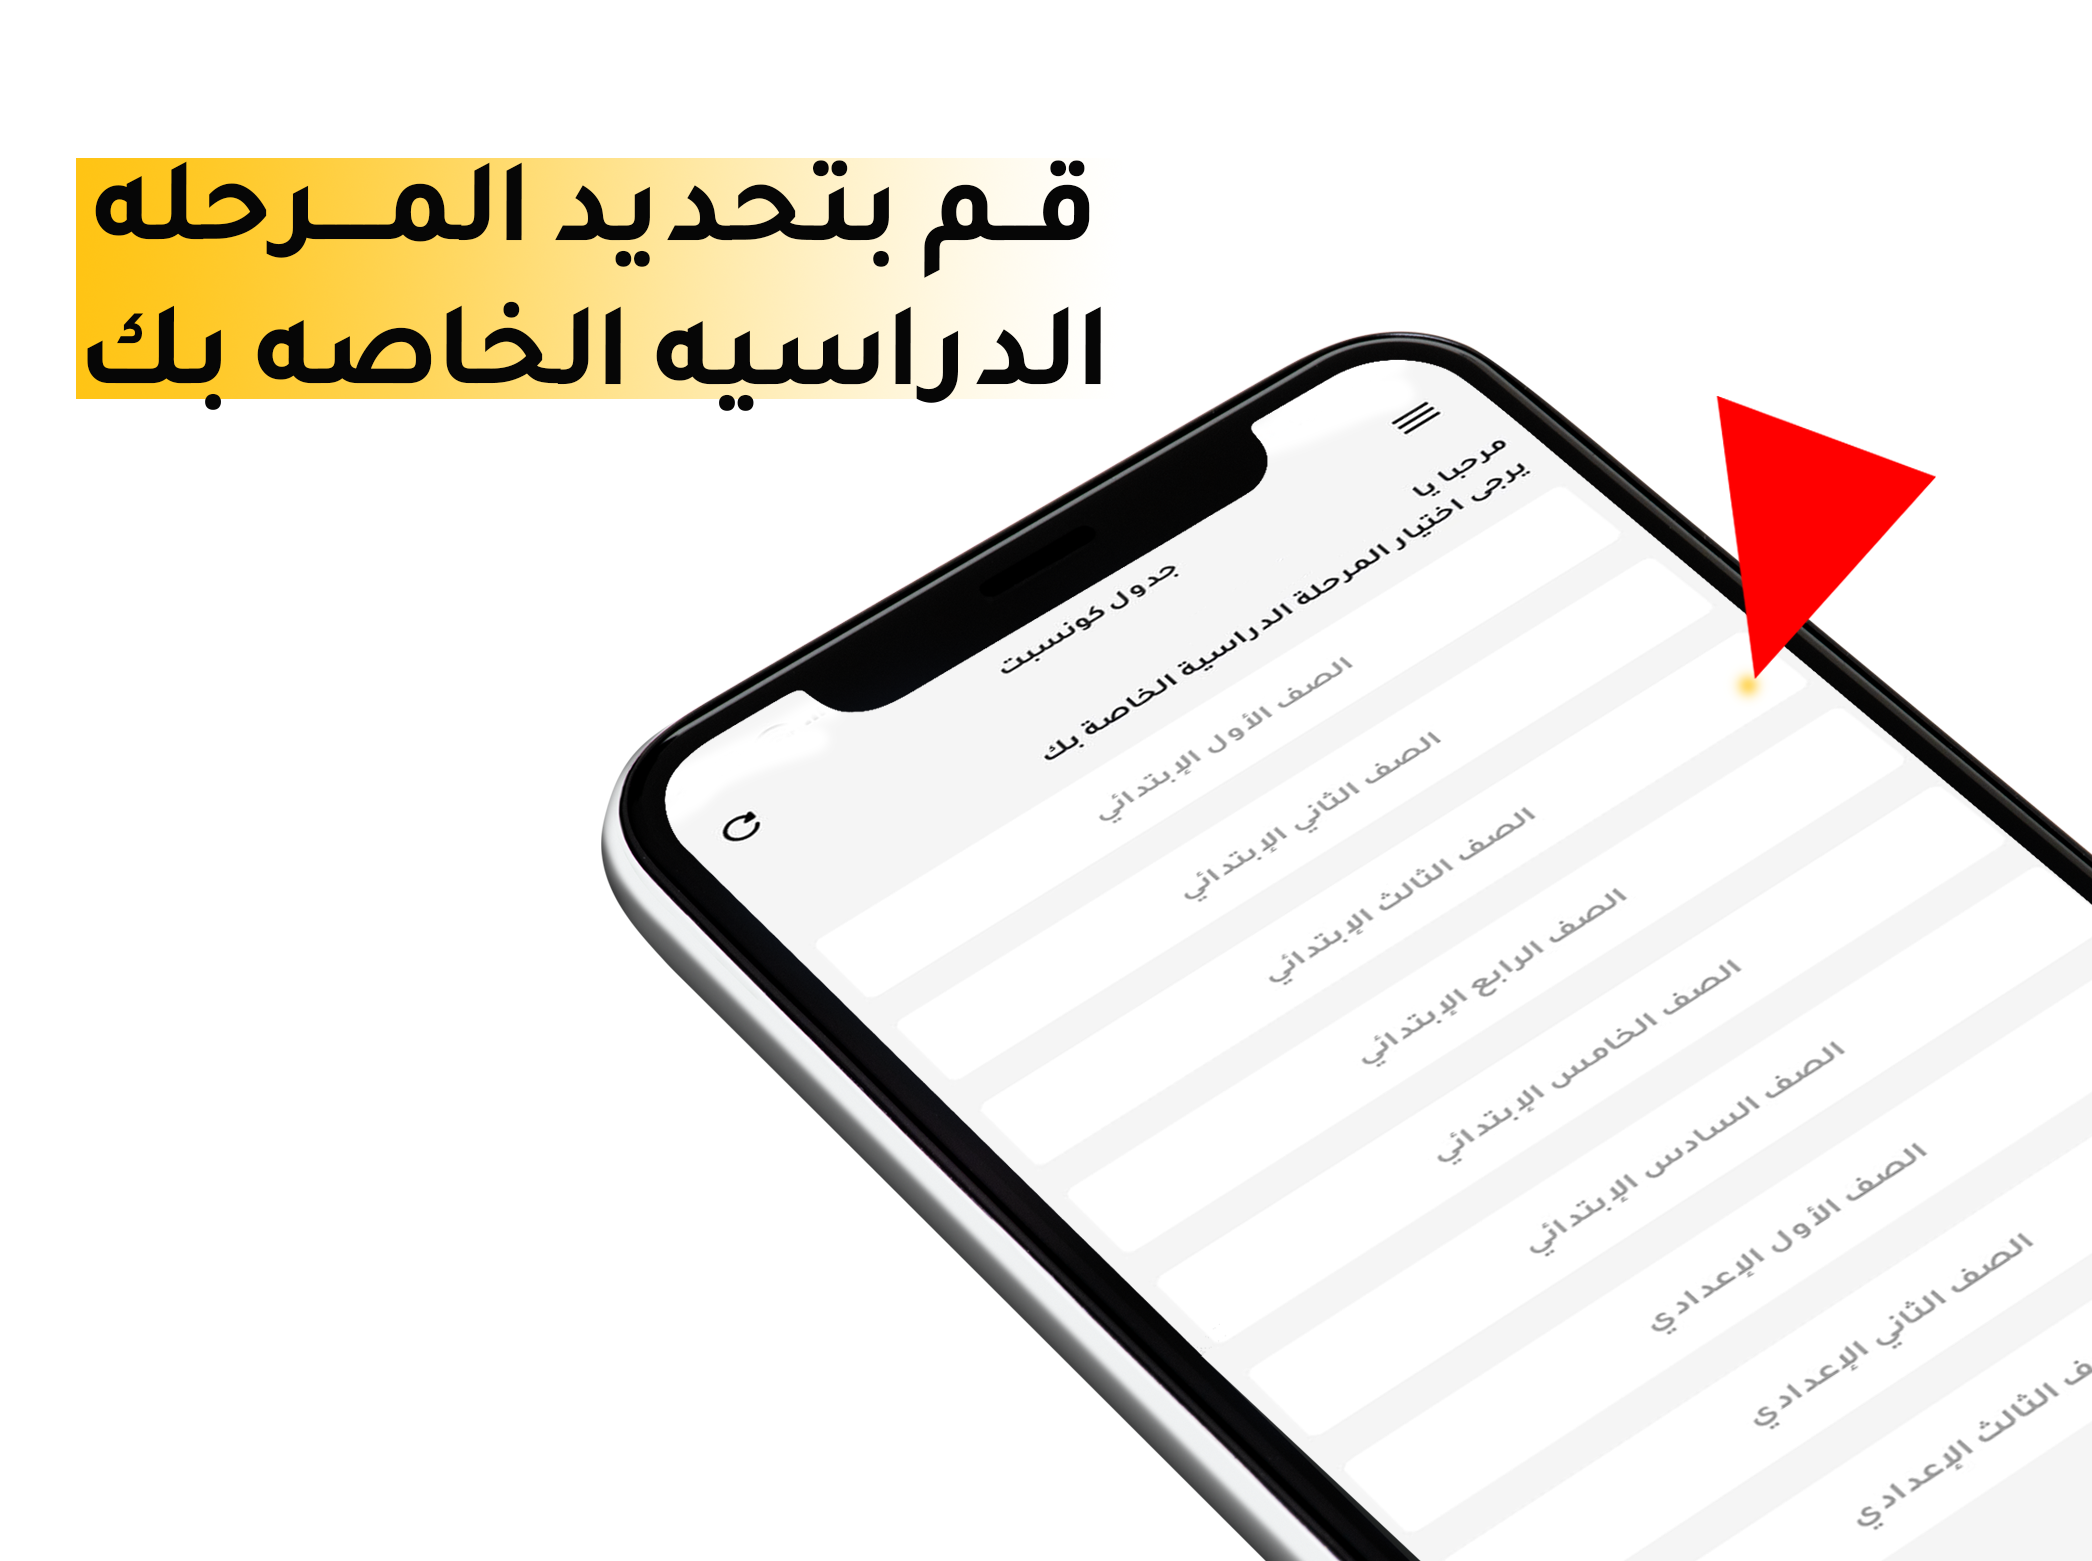 قم بتحديد المرحله
الدراسيه الخاصه بك
جدول كونسبت
مرحبا يا
يرجى اختيار المرحلة الدراسية الخاصة بك
الصف الأول الإبتدائي
الصف الثاني الإبتدائي
الصف الثالث الإبتدائي
الصف الرابع الإبتدائي
الصف الخامس الإبتدائي
الصف السادس الإبتدائي
الصف الأول الإعدادي
الصف الثاني الإعدادي
الثالث الإعدادي